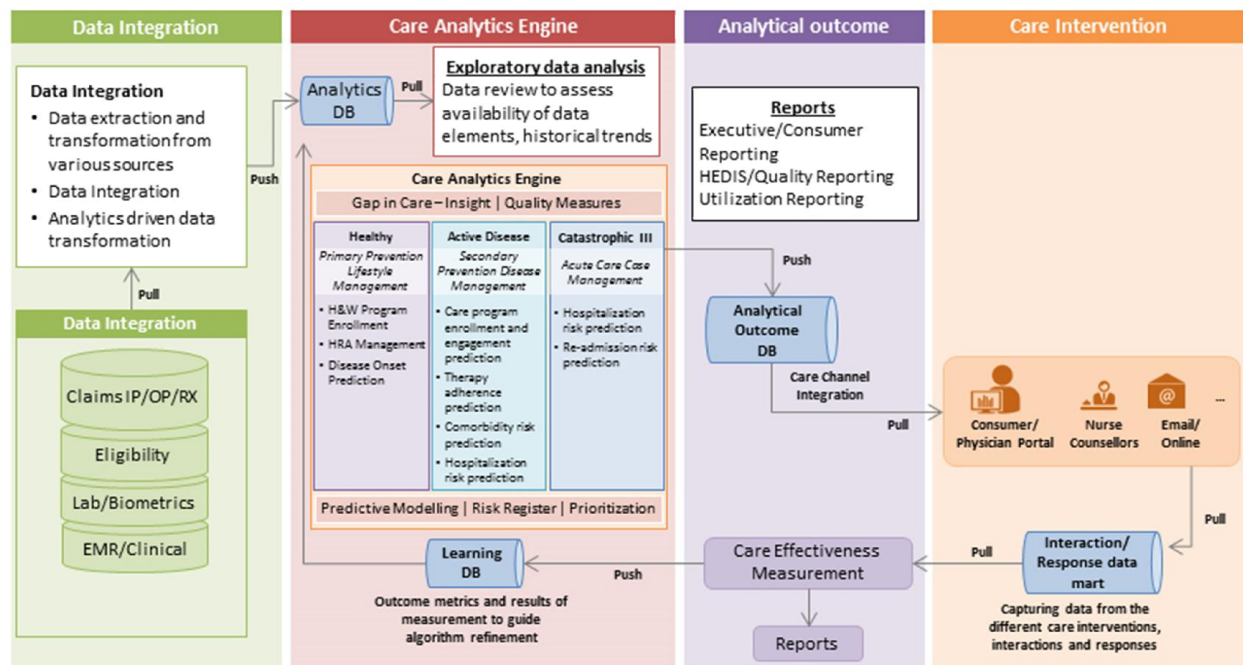 Data Integration
Care Analytics Engine
Analytical outcome
Care Intervention
Data Integration
• Data extraction and
transformation from
various sources
• Data Integration
• Analytics driven data
transformation
Push
Pull
Data Integration
Claims IP/OP/RX
Eligibility
Lab/Biometrics
EMR/Clinical
Analytics
DB
Pull
Exploratory data analysis
Data review to assess
availability of data
elements, historical trends
Care Analytics Engine
Gap in Care – Insight | Quality Measures
Healthy
Primary Prevention
Lifestyle
Management
• H&W Program
Enrollment
• HRA Management
• Disease Onset
Prediction
Active Disease
Secondary
Prevention Disease
Management
• Care program
enrollment and
engagement
prediction
• Therapy
adherence
prediction
• Comorbidity risk
prediction
• Hospitalization
risk prediction
Catastrophic III
Acute Care Case
Management
• Hospitalization
risk prediction
• Re-admission risk
prediction
Predictive Modelling | Risk Register | Prioritization
Learning
DB
Outcome metrics and results of
measurement to guide
algorithm refinement
Push
Reports
Executive/Consumer
Reporting
HEDIS/Quality Reporting
Utilization Reporting
Push
Analytical
Outcome
DB
Care Channel
Integration
Pull
Care Effectiveness
Measurement
Reports
Consumer/
Physician Portal
Nurse
Counsellors
@
Email/
Online
...
Pull
Interaction/
Response data
mart
Pull
Capturing data from the
different care interventions,
interactions and responses